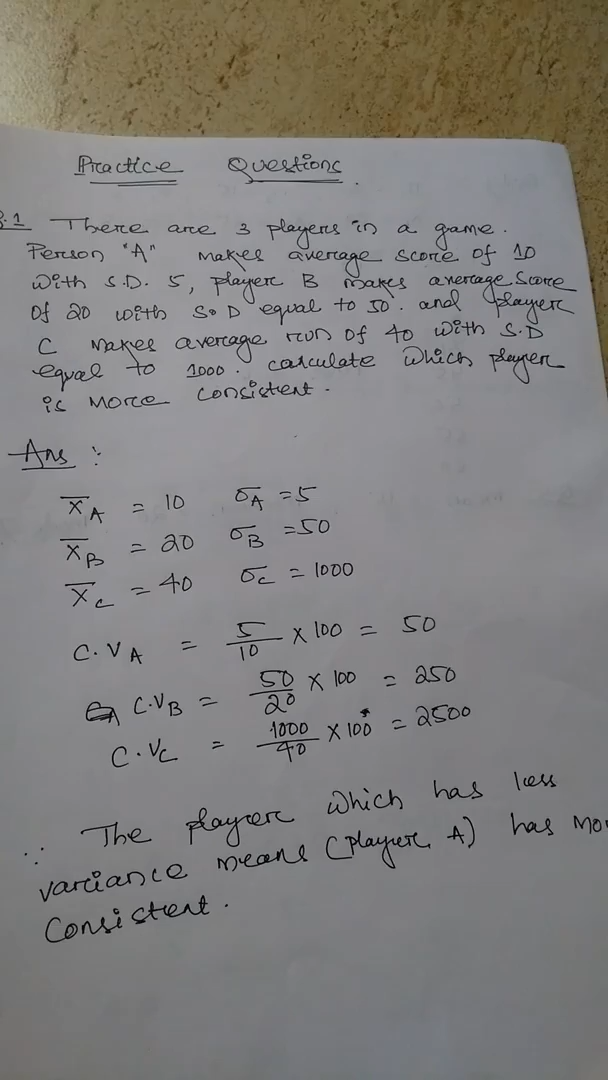 Practice Questions
Q.1 There are 3 players in a game.
Person "A" makes average score of 10
with S.D. 5, player B makes average score
of 20 with S.D equal to 50. and player
C makes average run of 40 with S.D
equal to 1000. calculate which player
is more consistent.
Ans :
x̄A = 10 σA = 5
x̄B = 20 σB = 50
x̄C = 40 σC = 1000
C.VA = 5/10 × 100 = 50
C.VB = 50/20 × 100 = 250
C.VC = 1000/40 × 100 = 2500
∴ The player which has less
variance means (player A) has
Consistent.